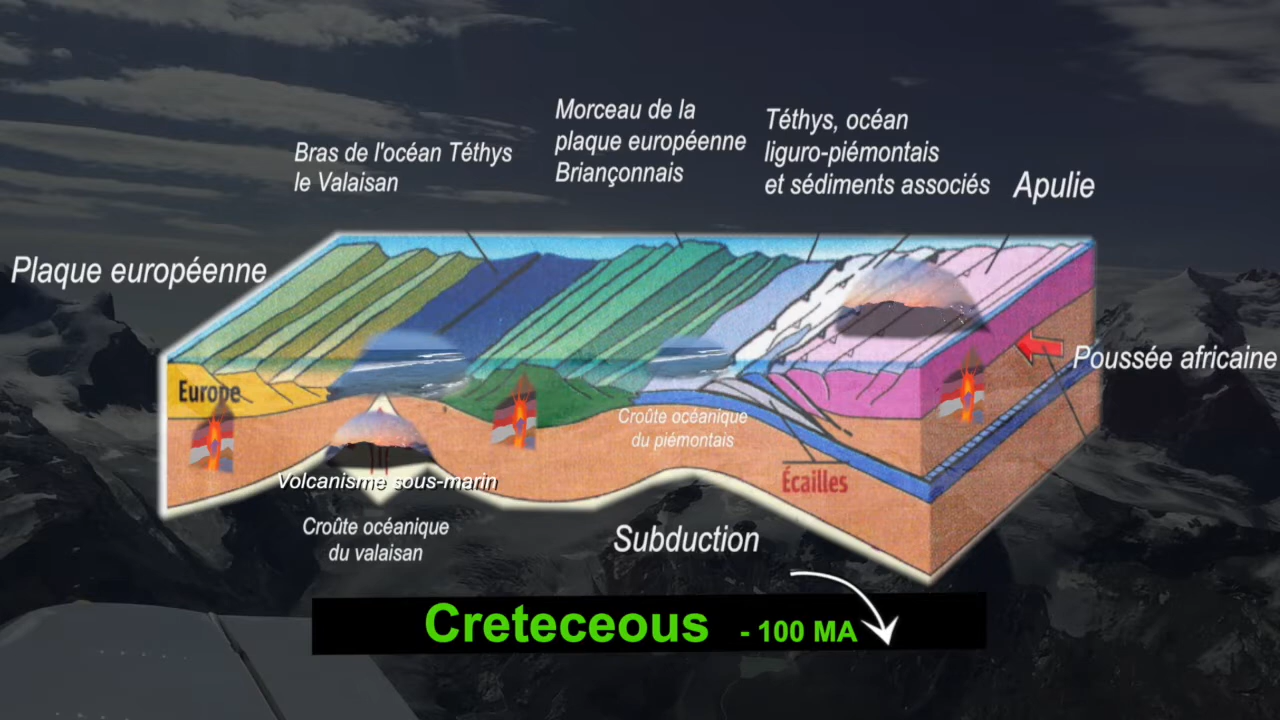 Morceau de la
plaque européenne
Briançonnais
Téthys, océan
liguro-piémontais
et sédiments associés
Bras de l'océan Téthys
le Valaisan
Apulie
Plaque européenne
Poussée africaine
Europe
Croûte océanique
du piémontais
Écailles
Volcanisme sous-marin
Croûte océanique
du valaisan
Subduction
Creteceous - 100 MA